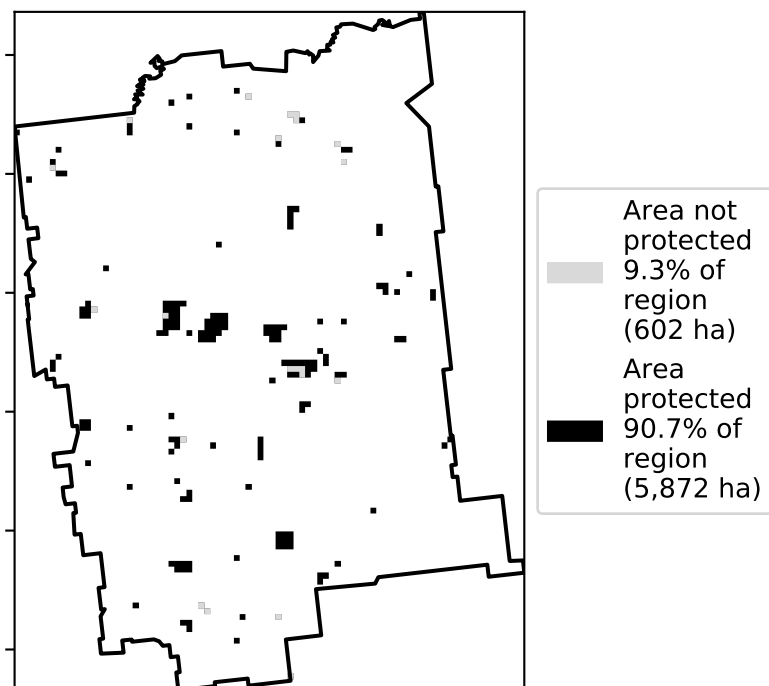 Area not
protected
9.3% of
region
(602 ha)
Area
protected
90.7% of
region
(5,872 ha)